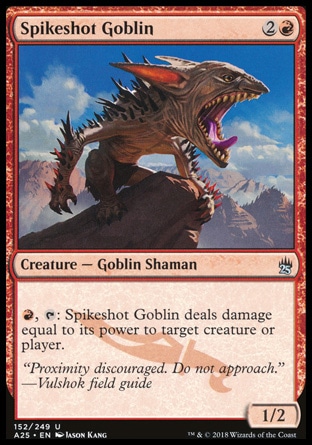 Spikeshot Goblin 2
Creature — Goblin Shaman
25
: Spikeshot Goblin deals damage
equal to its power to target creature or
player.
“Proximity discouraged. Do not approach.”
—Vulshok field guide
1/2
152/249 U
A25 • EN Jason Kang
™ & © 2018 Wizards of the Coast